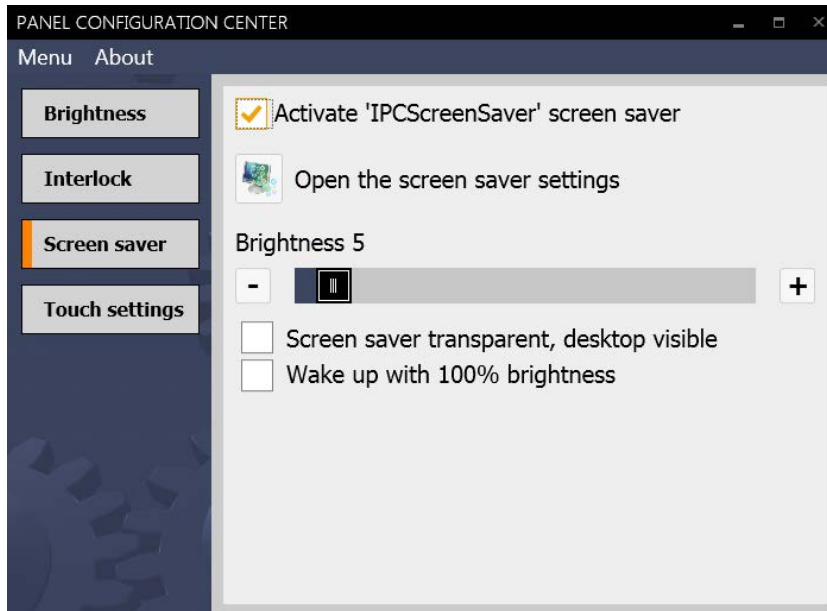 PANEL CONFIGURATION CENTER
Menu About
Brightness
Interlock
Screen saver
Touch settings
Activate 'IPCScreenSaver' screen saver
Open the screen saver settings
Brightness 5
- +
Screen saver transparent, desktop visible
Wake up with 100% brightness